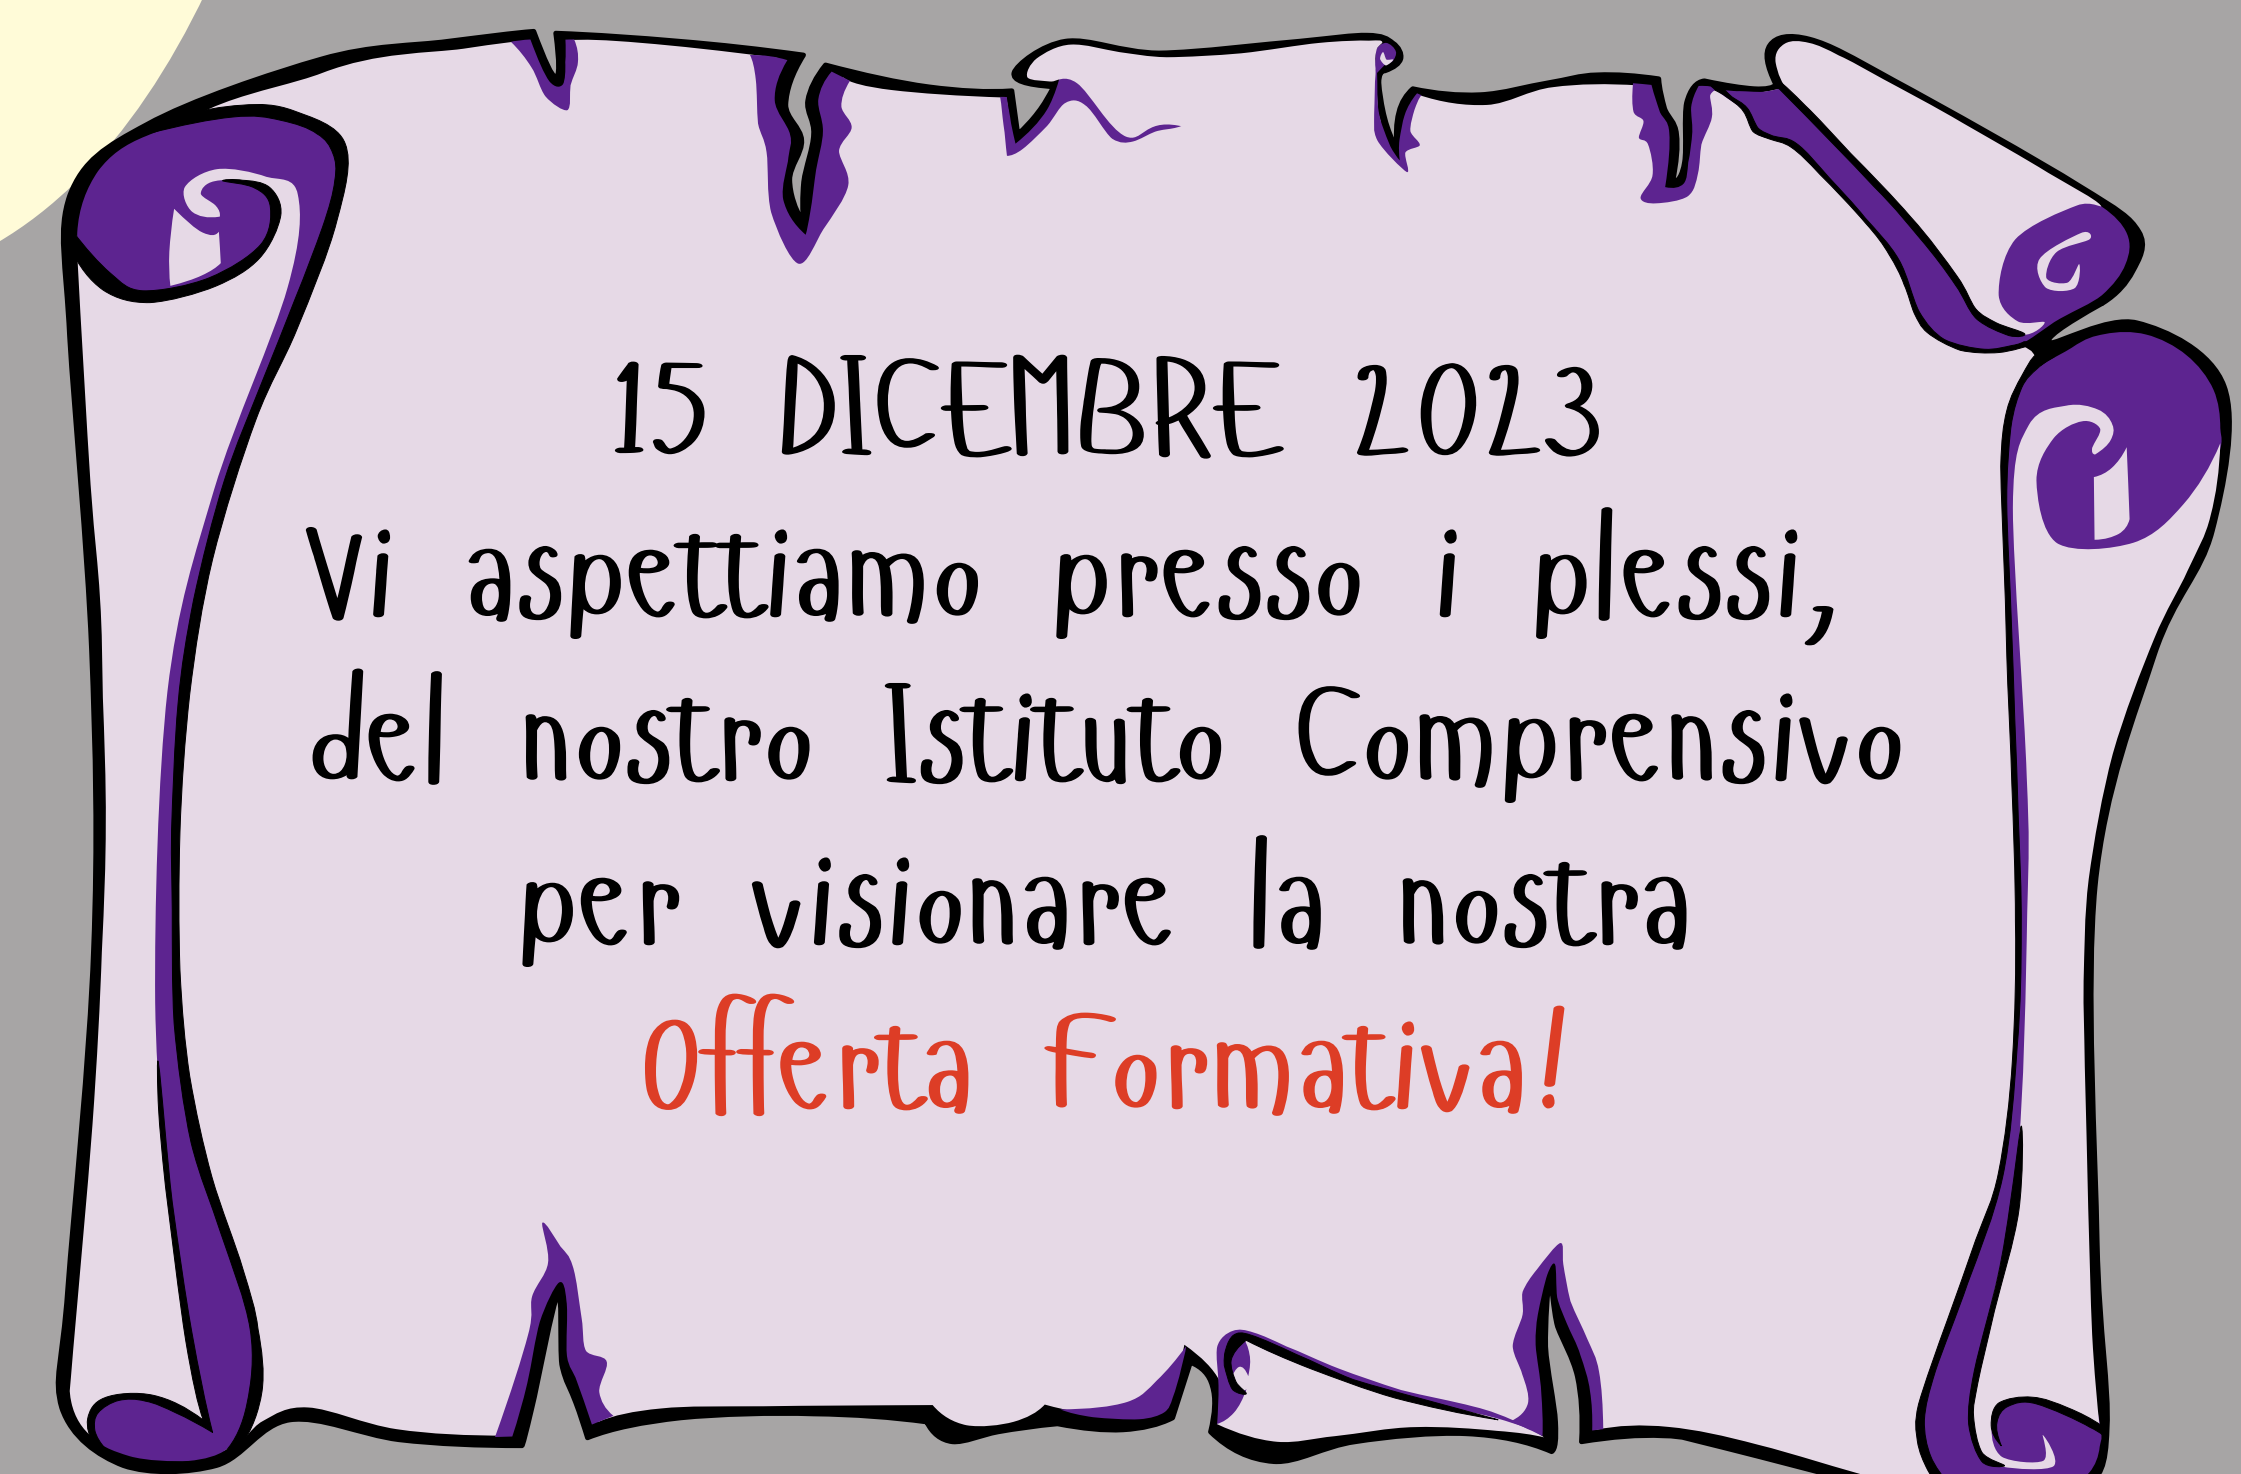 15 DICEMBRE 2023
Vi aspettiamo presso i plessi,
del nostro Istituto Comprensivo
per visionare la nostra
Offerta Formativa!